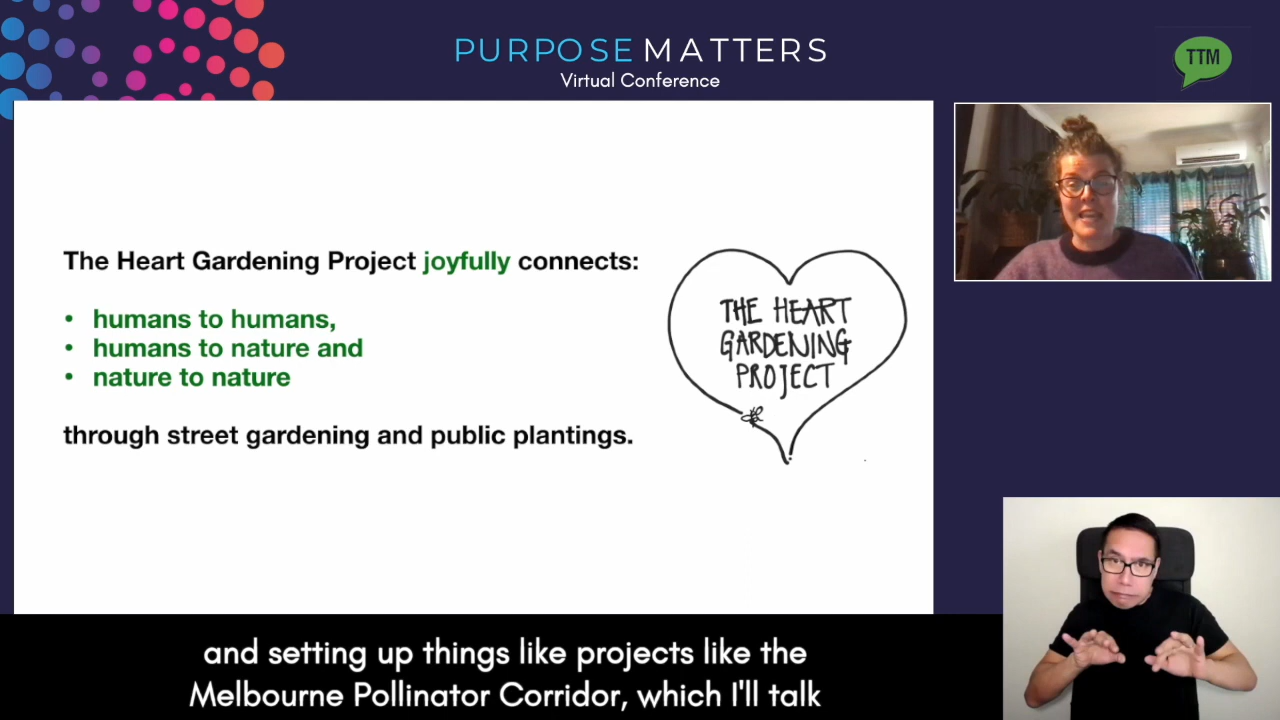 PURPOSE MATTERS
Virtual Conference
TTM
The Heart Gardening Project joyfully connects:
• humans to humans,
• humans to nature and
• nature to nature
through street gardening and public plantings.
THE HEART
GARDENING
PROJECT
and setting up things like projects like the
Melbourne Pollinator Corridor, which I'll talk